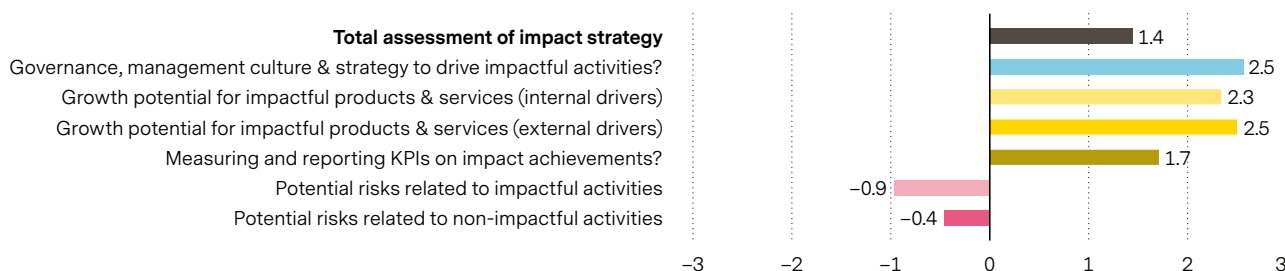 Total assessment of impact strategy 1.4
Governance, management culture & strategy to drive impactful activities? 2.5
Growth potential for impactful products & services (internal drivers) 2.3
Growth potential for impactful products & services (external drivers) 2.5
Measuring and reporting KPIs on impact achievements? 1.7
Potential risks related to impactful activities –0.9
Potential risks related to non-impactful activities –0.4
–3 –2 –1 0 1 2 3